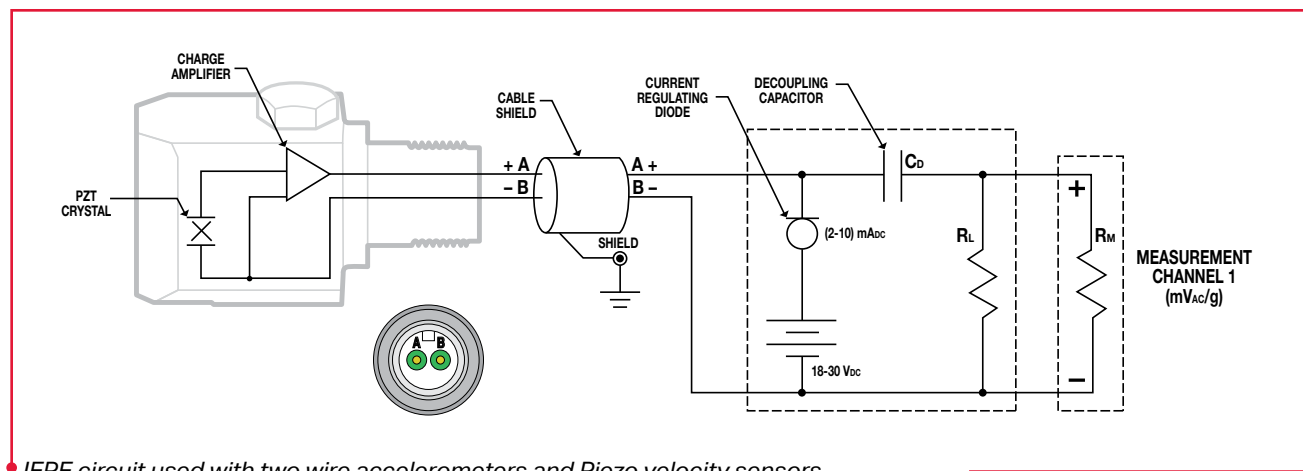 CHARGE
AMPLIFIER
CABLE
SHIELD
CURRENT
REGULATING
DIODE
DECOUPLING
CAPACITOR
PZT
CRYSTAL
+ A
– B
A +
B –
SHIELD
A B
(2-10) mADC
18-30 VDC
CD
RL
+
RM
–
MEASUREMENT
CHANNEL 1
(mVAC/g)
IEPE circuit used with two wire accelerometers and Piezo velocity sensors